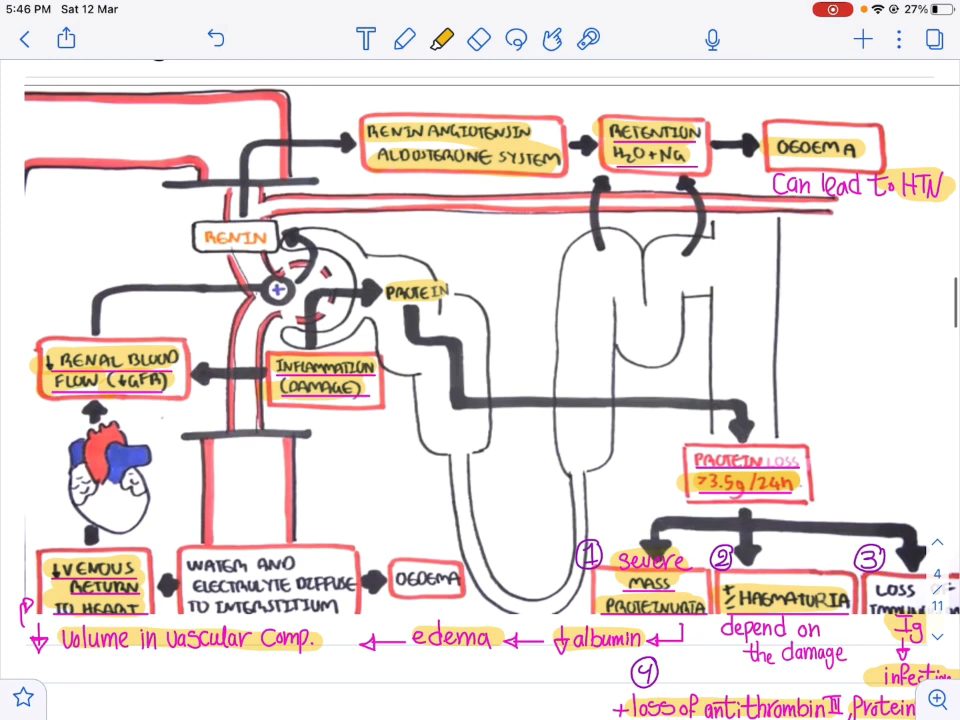 5:46 PM Sat 12 Mar
27%
RENIN ANGIOTENSIN
ALDOSTERONE SYSTEM
RETENTION
H2O + Na
OEDEMA
Can lead to HTN
RENIN
+
PROTEIN
↓ RENAL BLOOD
FLOW (↓GFR)
INFLAMMATION
(DAMAGE)
PROTEIN LOSS
>3.5g/24h
↓ VENOUS
RETURN
TO HEART
WATER AND
ELECTROLYTE DIFFUSE
TO INTERSTITIUM
OEDEMA
① severe
MASS
PROTEINURIA
②
± HAEMATURIA
③
LOSS
4
11
↓ volume in vascular comp. ← edema ← ↓ albumin ←
depend on
the damage
Ig
↓
④
+ loss of antithrombin III, Protein